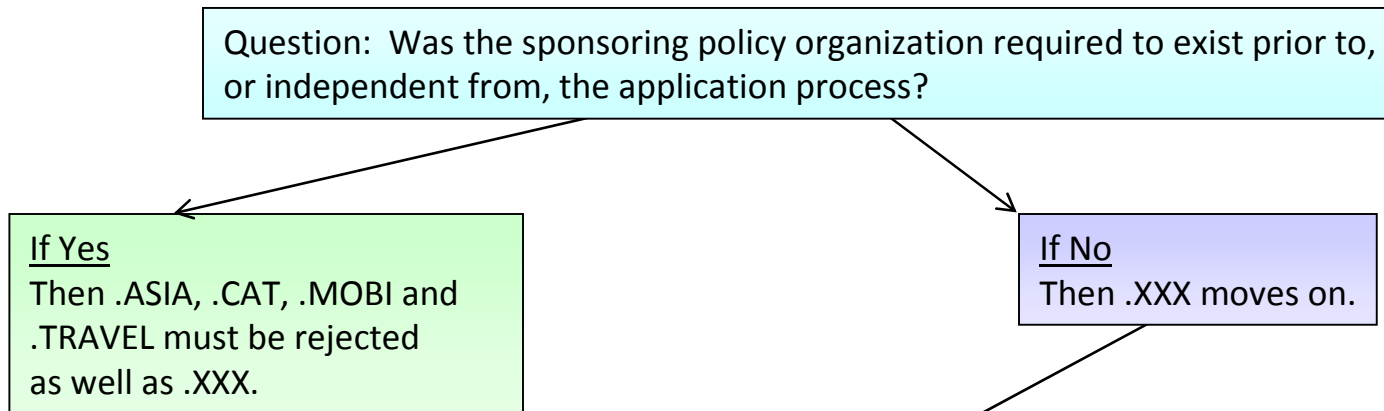 Question:  Was the sponsoring policy organization required to exist prior to,
or independent from, the application process?
If Yes
Then .ASIA, .CAT, .MOBI and
.TRAVEL must be rejected
as well as .XXX.
If No
Then .XXX moves on.